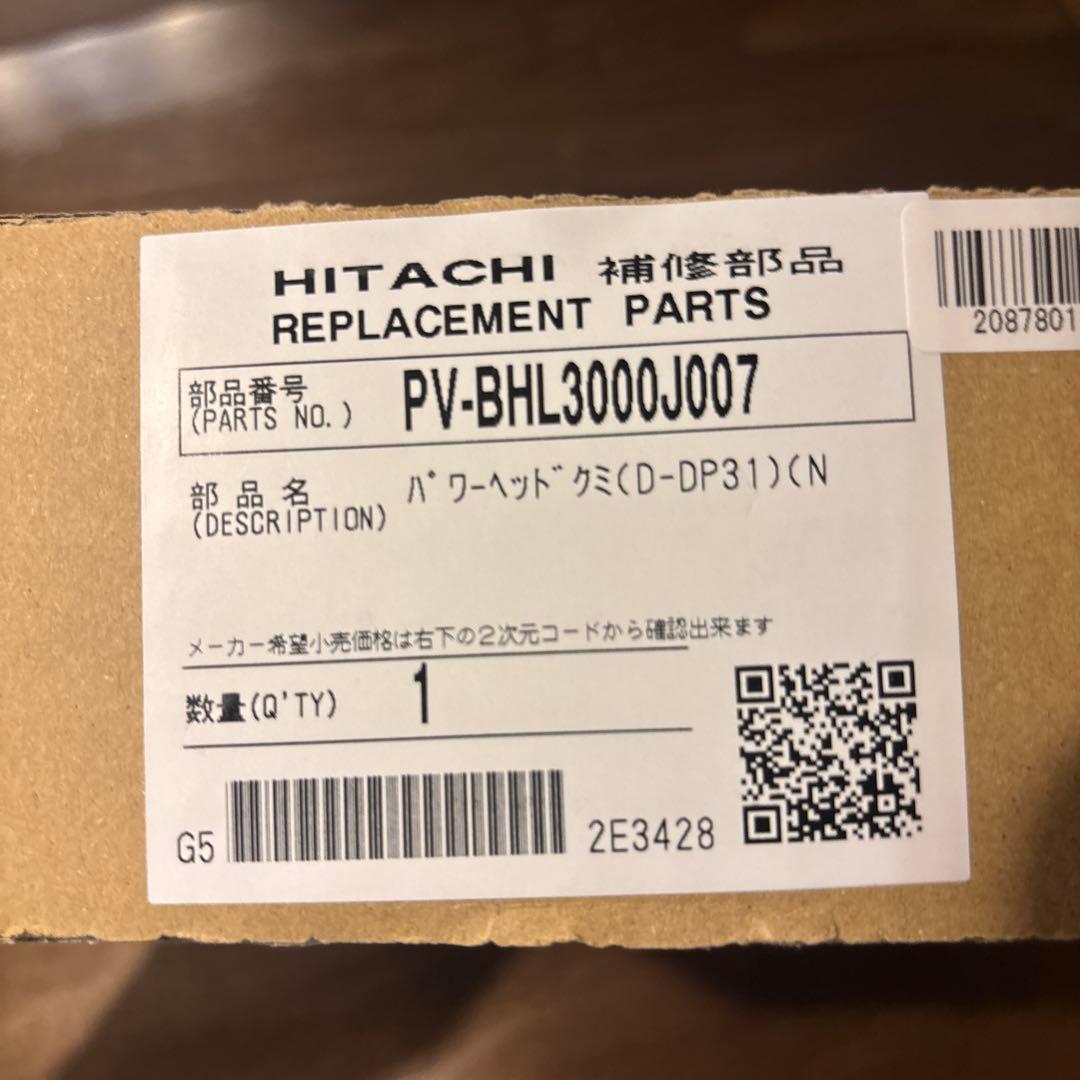 HITACHI 補修部品
REPLACEMENT PARTS
部品番号
(PARTS NO.)
PV-BHL3000J007
部品名
(DESCRIPTION)
パワーヘッドクミ(D-DP31)(N
メーカー希望小売価格は右下の2次元コードから確認出来ます
数量(Q'TY)
1
G5
2E3428
2087801